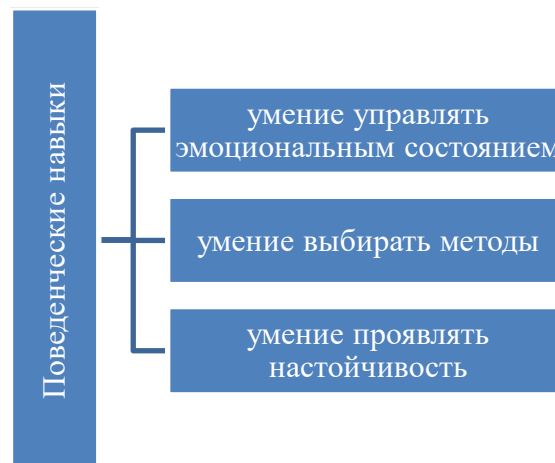 Поведенческие навыки
умение управлять
эмоциональным состоянием
умение выбирать методы
умение проявлять
настойчивость